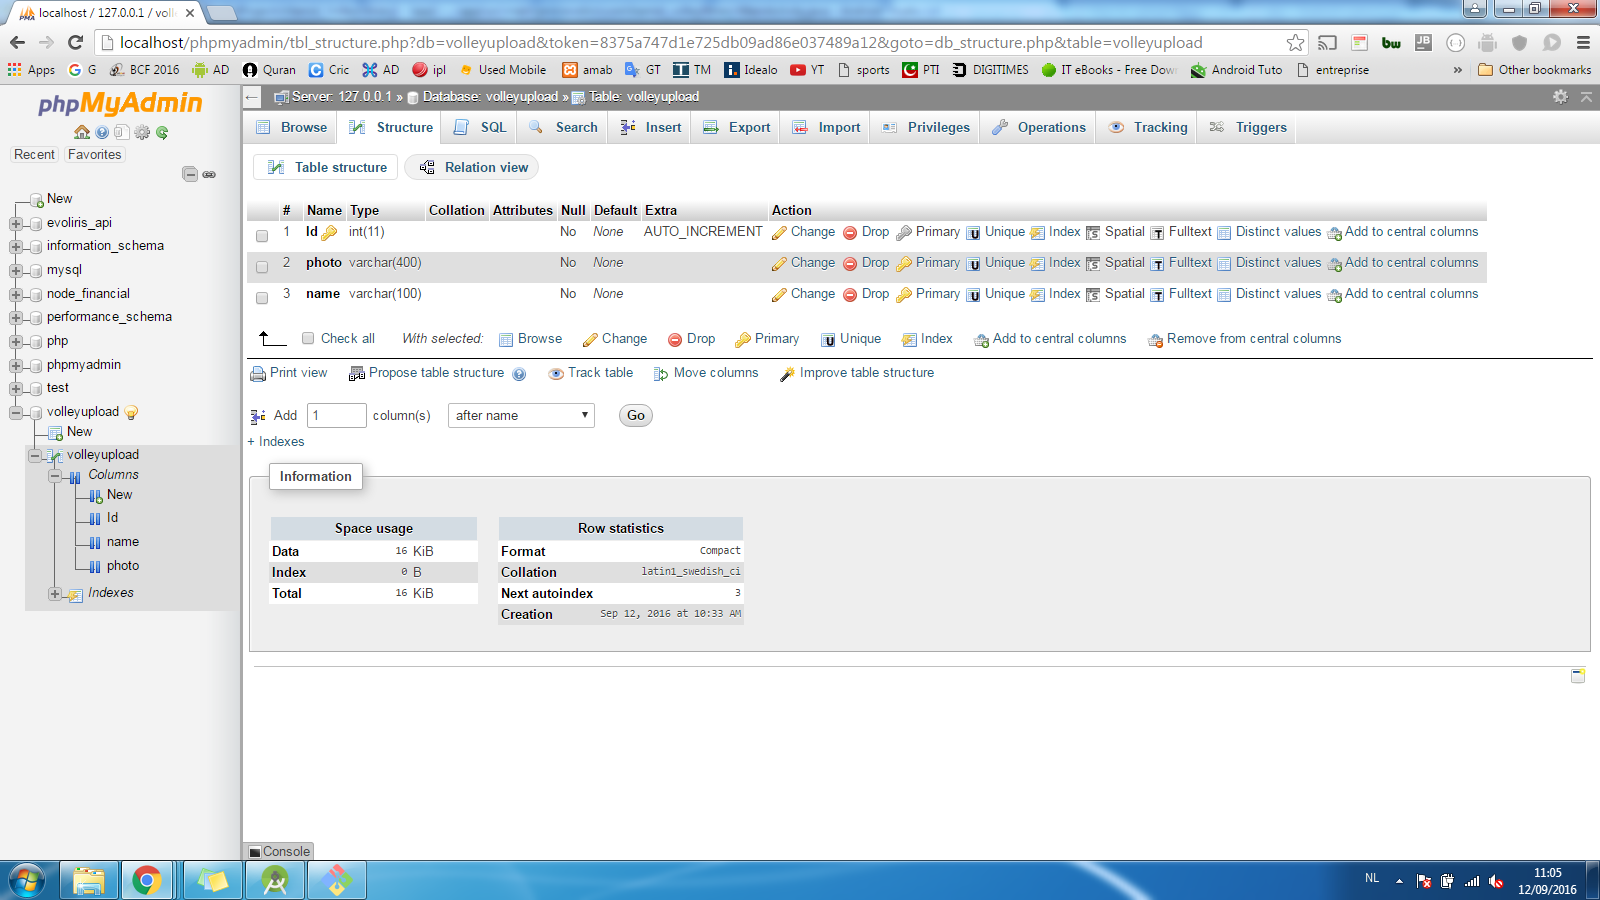 localhost / 127.0.0.1 / voll
localhost/phpmyadmin/tbl_structure.php?db=volleyupload&token=8375a747d1e725db09ad86e037489a12&goto=db_structure.php&table=volleyupload
Apps G BCF 2016 AD Quran Cric AD ipl Used Mobile amab GT TM Idealo YT sports PTI DIGITIMES IT eBooks - Free Dow Android Tuto entreprise » Other bookmarks
phpMyAdmin
Recent Favorites
New
evoliris_api
information_schema
mysql
node_financial
performance_schema
php
phpmyadmin
test
volleyupload
New
volleyupload
Columns
New
Id
name
photo
Indexes
Server: 127.0.0.1 » Database: volleyupload » Table: volleyupload
Browse Structure SQL Search Insert Export Import Privileges Operations Tracking Triggers
Table structure Relation view
# Name Type Collation Attributes Null Default Extra Action
1 Id int(11) No None AUTO_INCREMENT Change Drop Primary Unique Index Spatial Fulltext Distinct values Add to central columns
2 photo varchar(400) No None Change Drop Primary Unique Index Spatial Fulltext Distinct values Add to central columns
3 name varchar(100) No None Change Drop Primary Unique Index Spatial Fulltext Distinct values Add to central columns
Check all With selected: Browse Change Drop Primary Unique Index Add to central columns Remove from central columns
Print view Propose table structure Track table Move columns Improve table structure
Add 1 column(s) after name Go
+ Indexes
Information
Space usage
Data 16 KiB
Index 0 B
Total 16 KiB
Row statistics
Format Compact
Collation latin1_swedish_ci
Next autoindex 3
Creation Sep 12, 2016 at 10:33 AM
Console
NL
11:05
12/09/2016